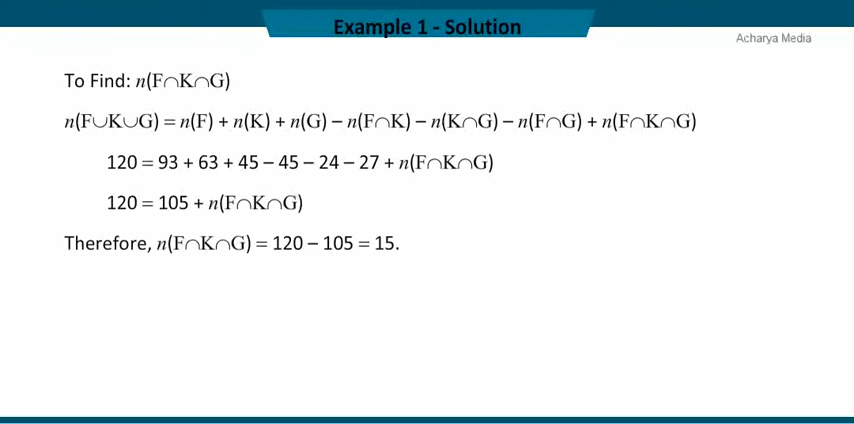 Example 1 - Solution
Acharya Media
To Find: n(F∩K∩G)
n(F∪K∪G) = n(F) + n(K) + n(G) – n(F∩K) – n(K∩G) – n(F∩G) + n(F∩K∩G)
120 = 93 + 63 + 45 – 45 – 24 – 27 + n(F∩K∩G)
120 = 105 + n(F∩K∩G)
Therefore, n(F∩K∩G) = 120 – 105 = 15.